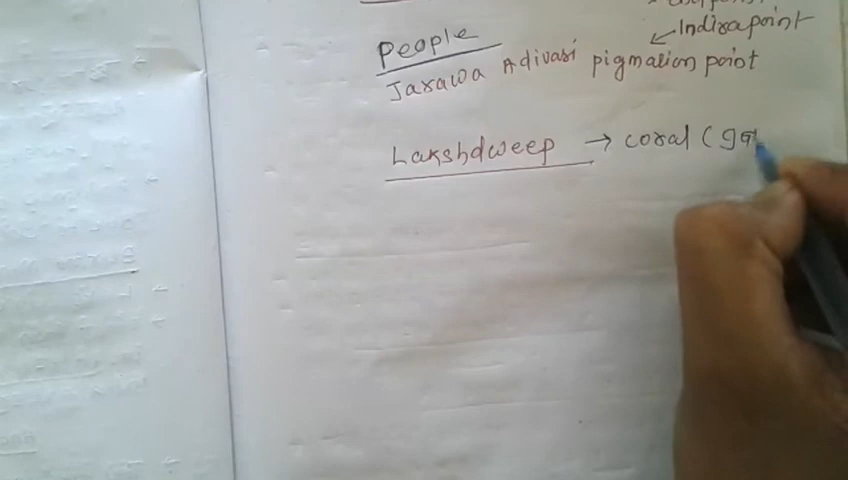 Indirapoint
People
Jarawa Adivasi pigmalion point
Lakshdweep → coral (